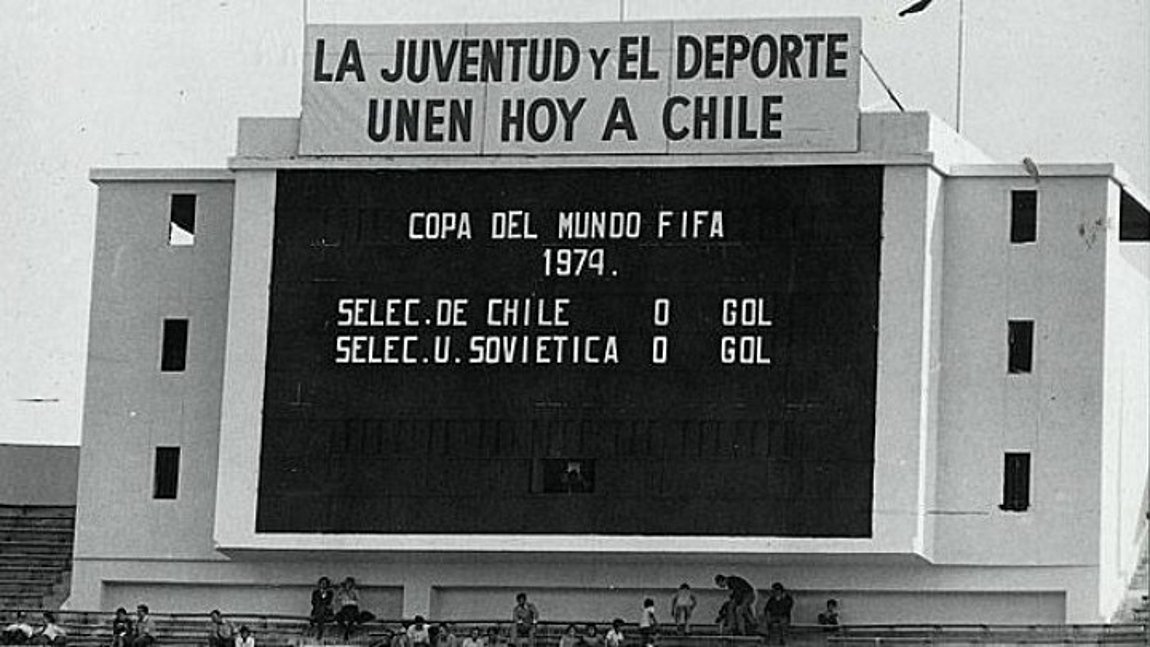 LA JUVENTUD Y EL DEPORTE
UNEN HOY A CHILE
COPA DEL MUNDO FIFA
1974.
SELEC.DE CHILE 0 GOL
SELEC.U.SOVIETICA 0 GOL